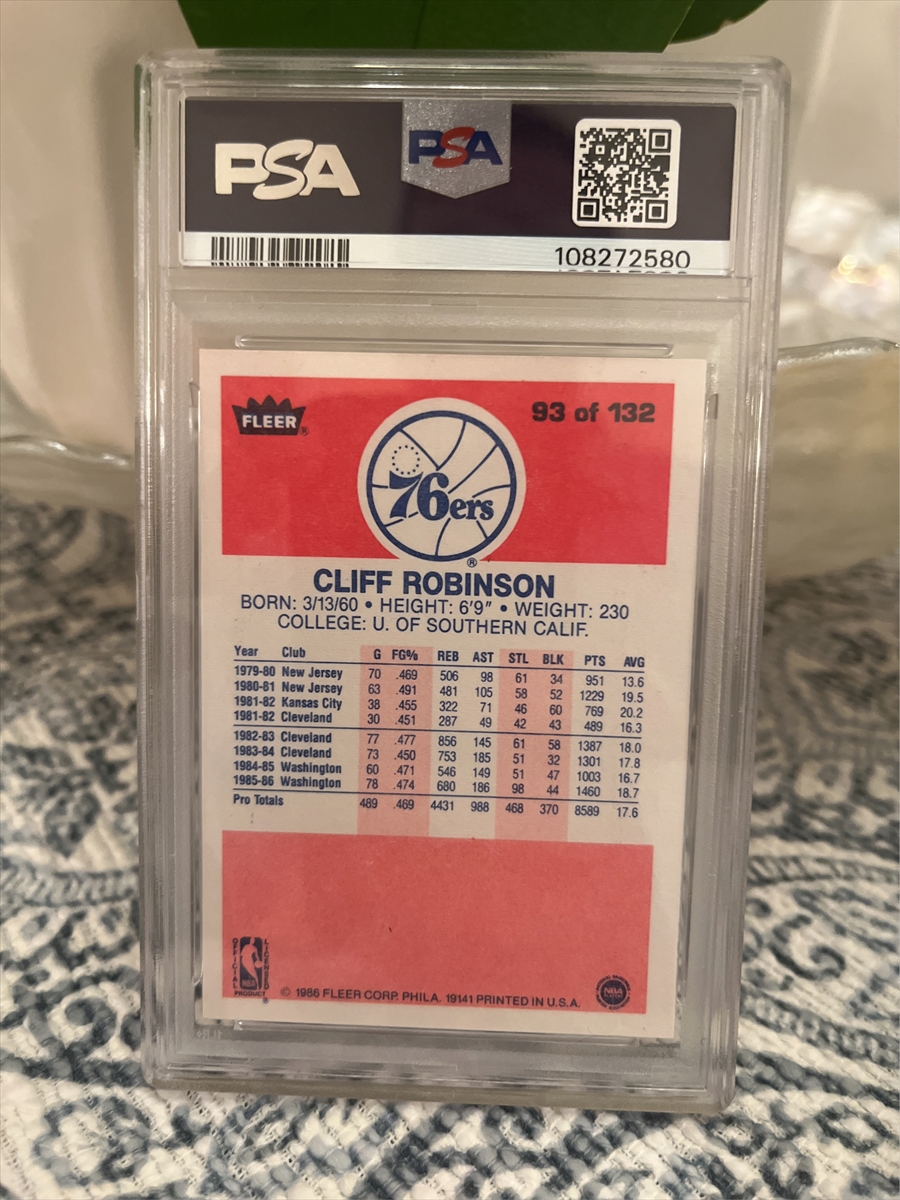 PSA PSA
108272580
FLEER® 93 of 132
76ers®
CLIFF ROBINSON
BORN: 3/13/60 • HEIGHT: 6'9" • WEIGHT: 230
COLLEGE: U. OF SOUTHERN CALIF.
Year Club G FG% REB AST STL BLK PTS AVG
1979-80 New Jersey 70 .469 506 98 61 34 951 13.6
1980-81 New Jersey 63 .491 481 105 58 52 1229 19.5
1981-82 Kansas City 38 .455 322 71 46 60 769 20.2
1981-82 Cleveland 30 .451 287 49 42 43 489 16.3
1982-83 Cleveland 77 .477 856 145 61 58 1387 18.0
1983-84 Cleveland 73 .450 753 185 51 32 1301 17.8
1984-85 Washington 60 .471 546 149 51 47 1003 16.7
1985-86 Washington 78 .474 680 186 98 44 1460 18.7
Pro Totals 489 .469 4431 988 468 370 8589 17.6
OFFICIAL NBA LICENSED
PRODUCT ®
© 1986 FLEER CORP. PHILA. 19141 PRINTED IN U.S.A.
NBA